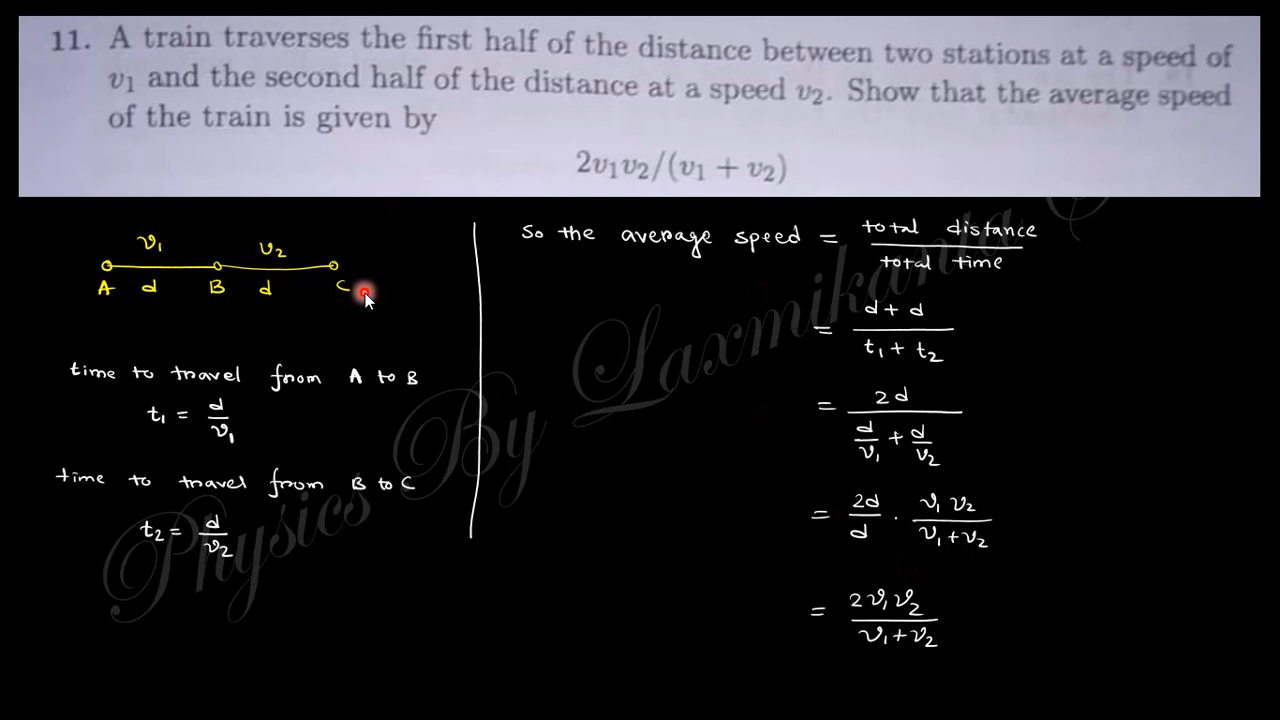 11. A train traverses the first half of the distance between two stations at a speed of
v₁ and the second half of the distance at a speed v₂. Show that the average speed
of the train is given by
2v₁v₂/(v₁ + v₂)
v₁ v₂
A d B d C
time to travel from A to B
t₁ = d/v₁
time to travel from B to C
t₂ = d/v₂
So the average speed = total distance / total time
= (d + d)/(t₁ + t₂)
= 2d/(d/v₁ + d/v₂)
= 2d/d · v₁ v₂/(v₁+v₂)
= 2v₁v₂/(v₁+v₂)
Physics By Laxmikanta